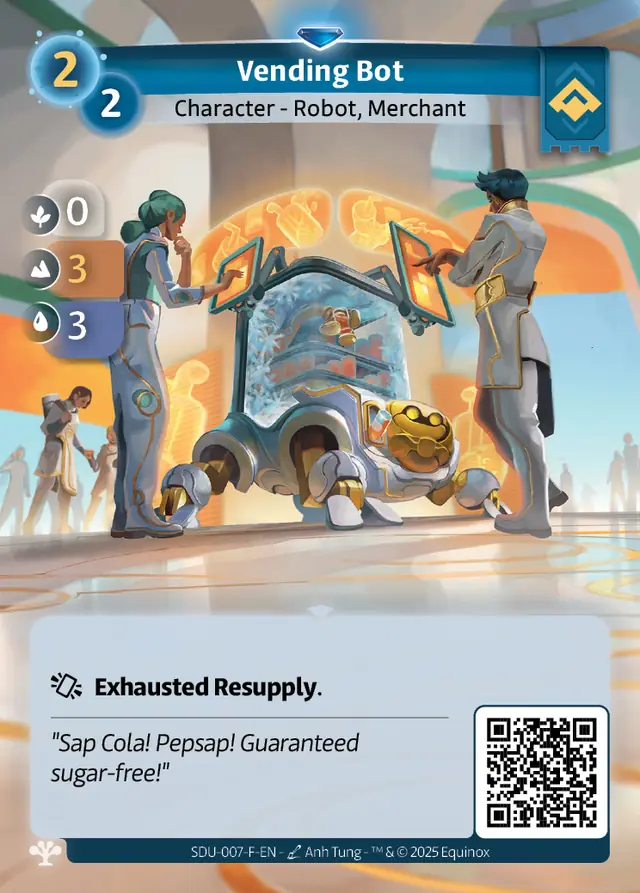 2
Vending Bot
2
Character - Robot, Merchant
0
3
3
Exhausted Resupply.
"Sap Cola! Pepsap! Guaranteed
sugar-free!"
SDU-007-F-EN - Anh Tung - ™ & © 2025 Equinox